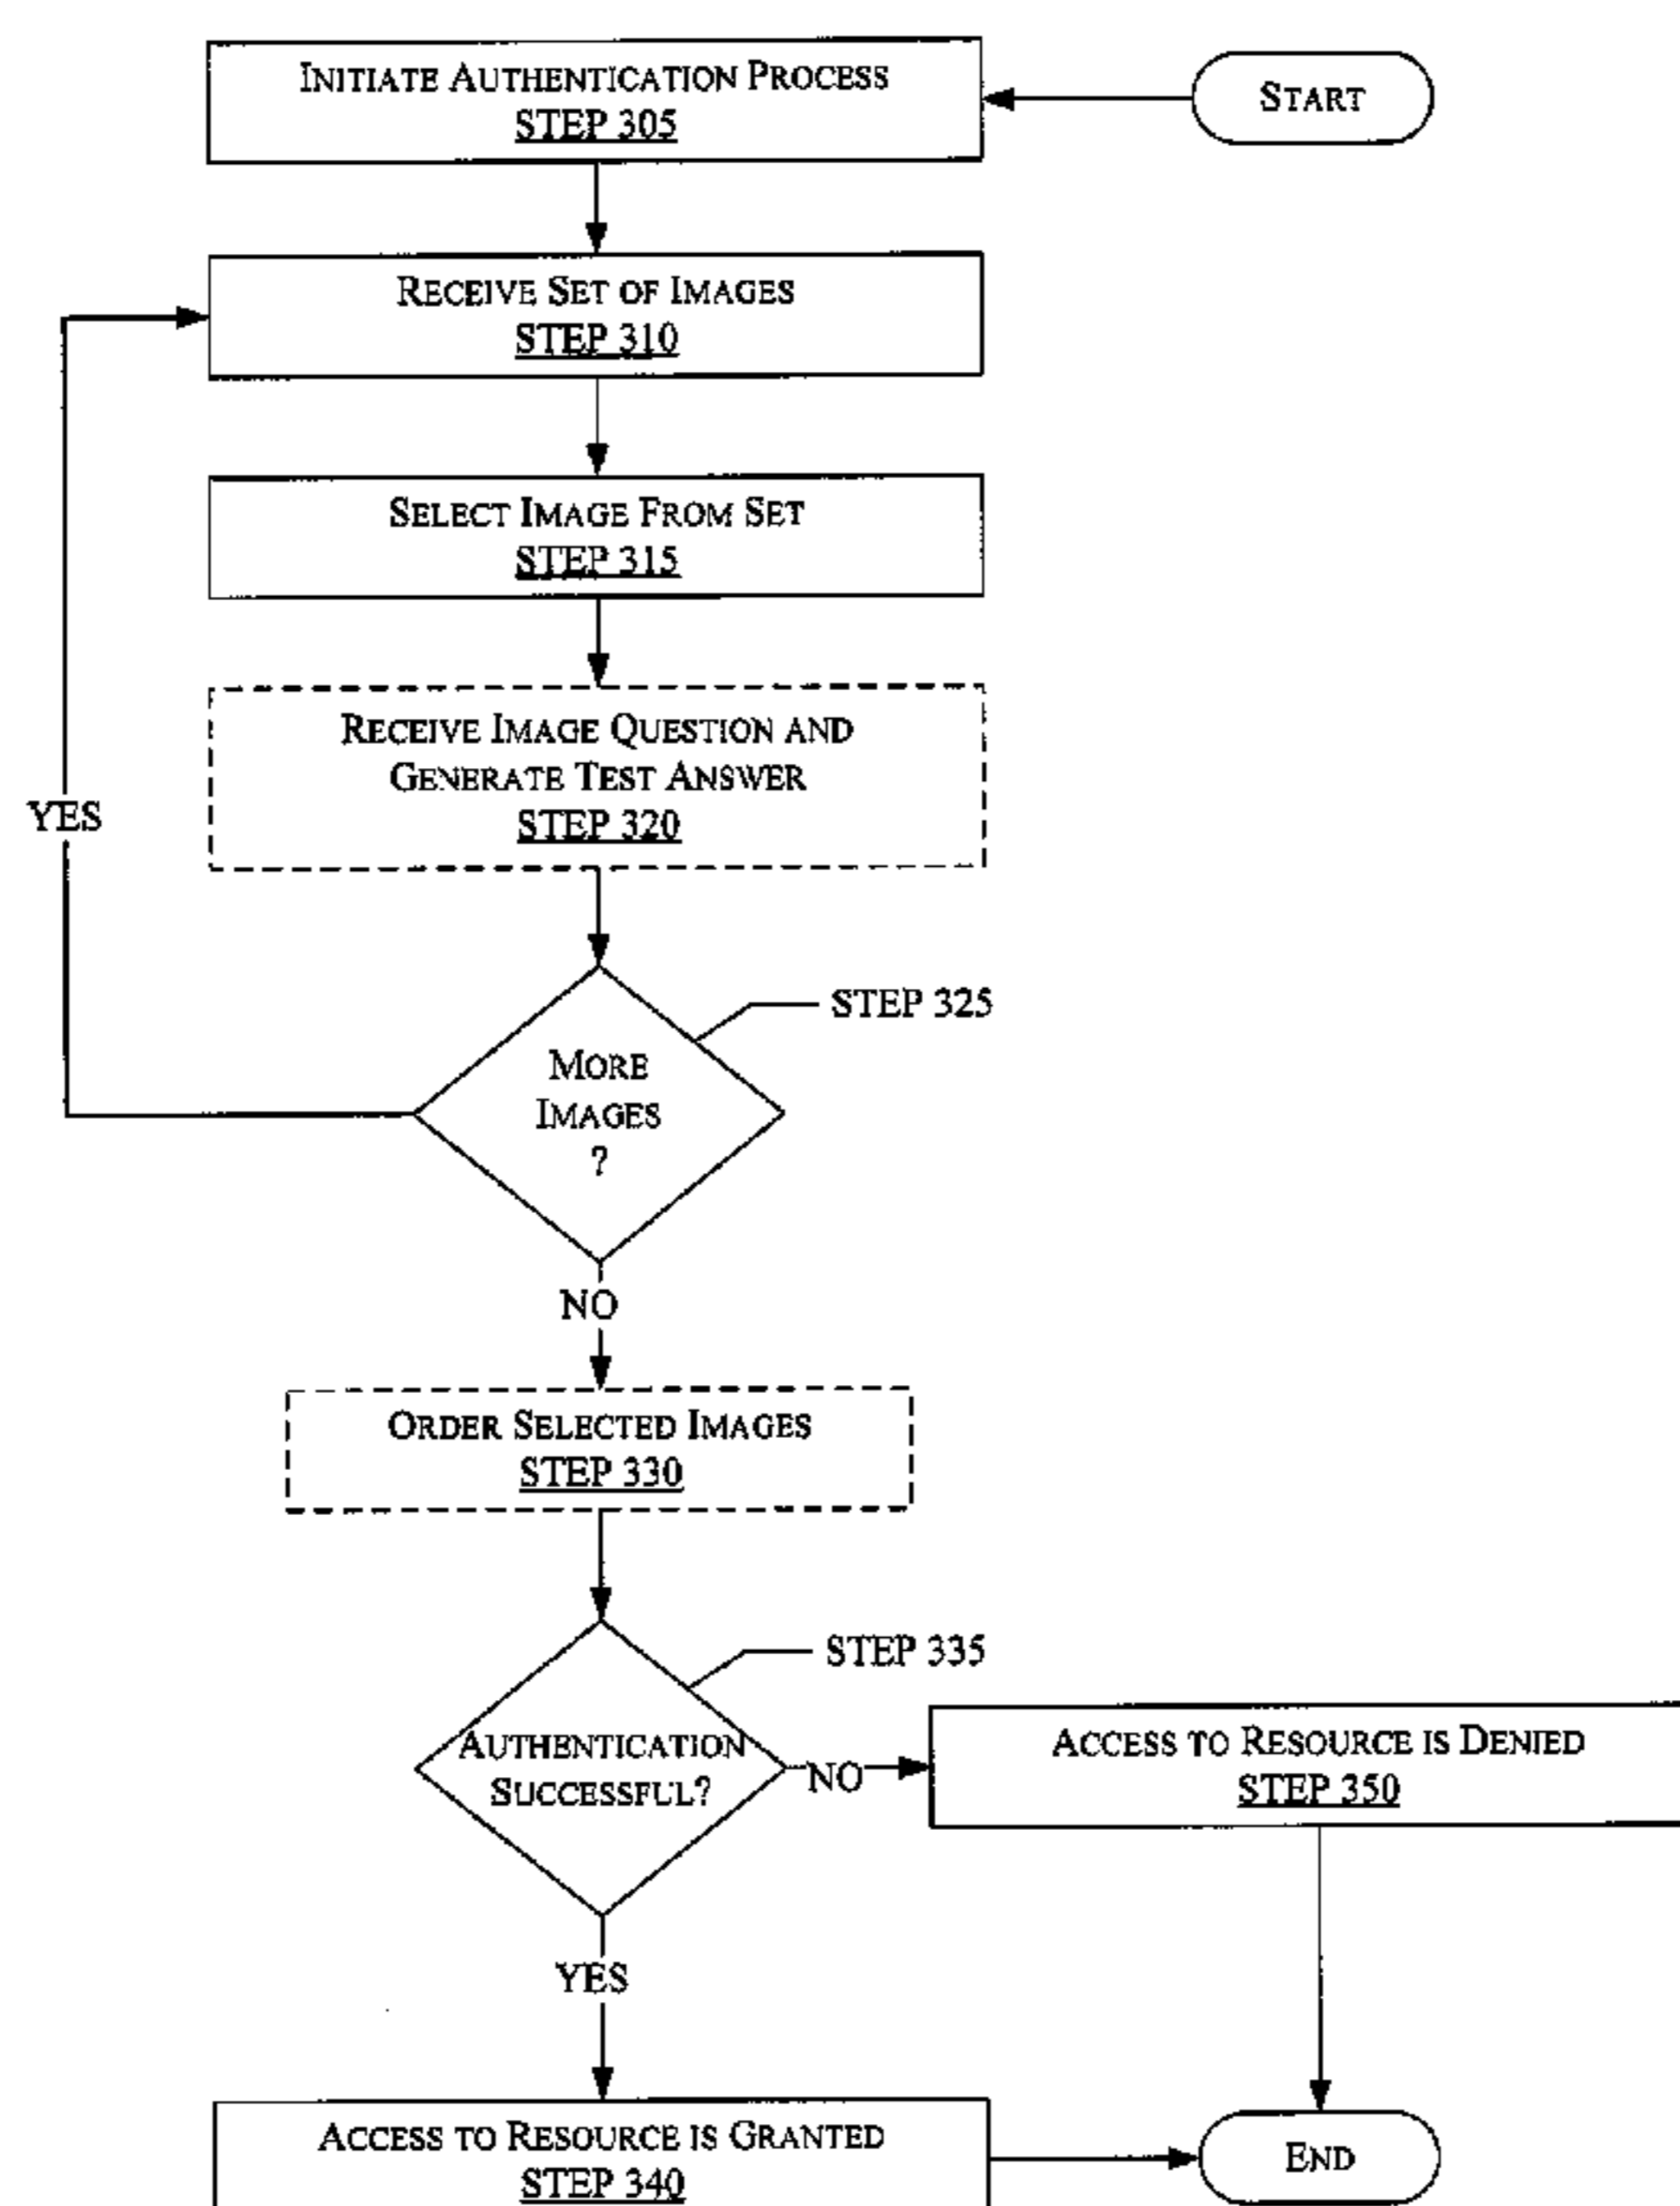 INITIATE AUTHENTICATION PROCESS
STEP 305
START
RECEIVE SET OF IMAGES
STEP 310
SELECT IMAGE FROM SET
STEP 315
RECEIVE IMAGE QUESTION AND
GENERATE TEST ANSWER
STEP 320
YES
STEP 325
MORE
IMAGES
?
NO
ORDER SELECTED IMAGES
STEP 330
STEP 335
AUTHENTICATION
SUCCESSFUL?
NO
ACCESS TO RESOURCE IS DENIED
STEP 350
YES
ACCESS TO RESOURCE IS GRANTED
STEP 340
END